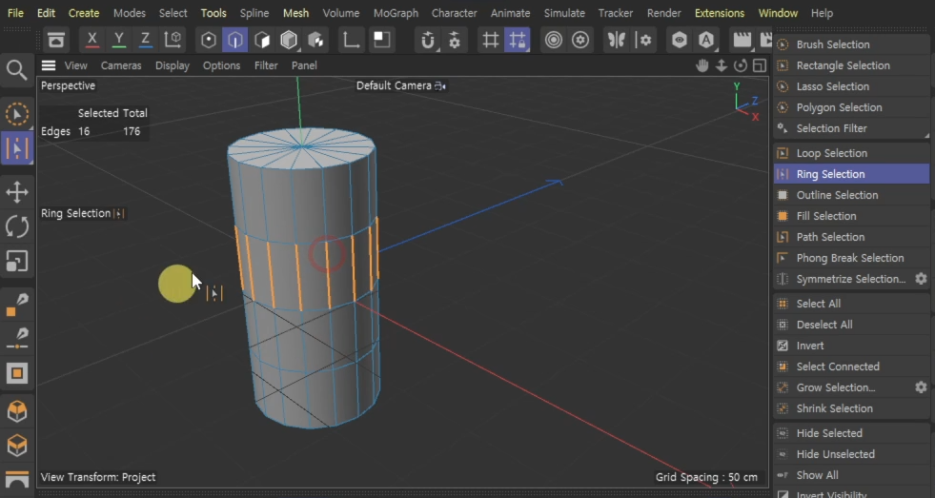 File Edit Create Modes Select Tools Spline Mesh Volume MoGraph Character Animate Simulate Tracker Render Extensions Window Help
X Y Z
View Cameras Display Options Filter Panel
Perspective
Default Camera
Y
Z
X
Selected Total
Edges 16 176
Ring Selection
View Transform: Project
Grid Spacing : 50 cm
Brush Selection
Rectangle Selection
Lasso Selection
Polygon Selection
Selection Filter
Loop Selection
Ring Selection
Outline Selection
Fill Selection
Path Selection
Phong Break Selection
Symmetrize Selection...
Select All
Deselect All
Invert
Select Connected
Grow Selection...
Shrink Selection
Hide Selected
Hide Unselected
Show All
Invert Visibility